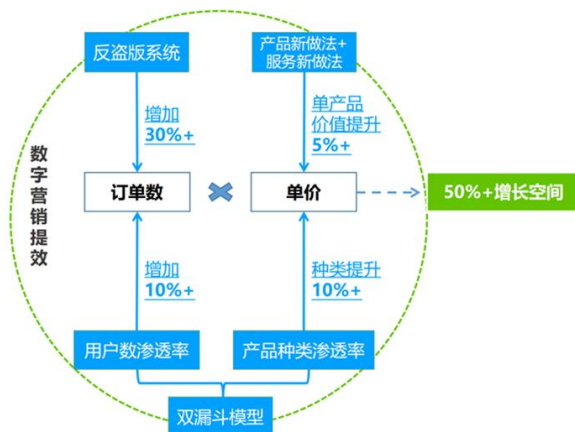 反盗版系统
产品新做法+
服务新做法
增加
30%+
单产品
价值提升
5%+
数字营销提效
订单数
单价
50%+增长空间
增加
10%+
种类提升
10%+
用户数渗透率
产品种类渗透率
双漏斗模型